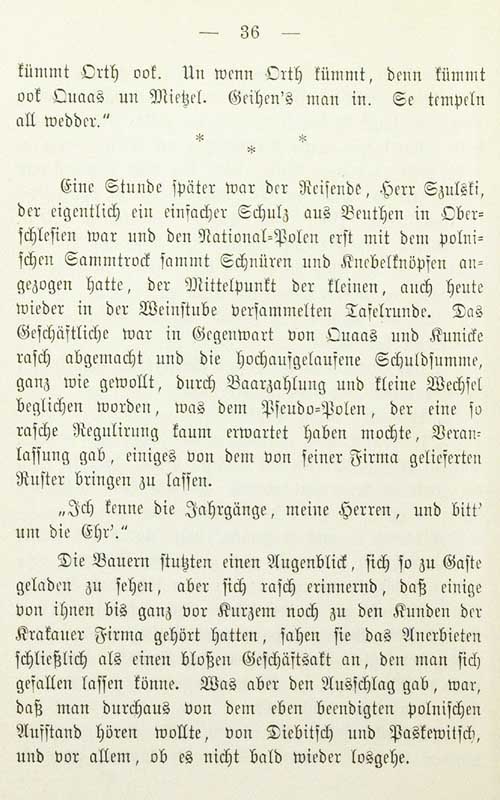 — 36 —
kümmt Orth ook. Un wenn Orth kümmt, denn kümmt
ook Quaas un Mietzel. Geihen's man in. Se tempeln
all wedder.“
* * *
Eine Stunde später war der Reisende, Herr Szulski,
der eigentlich ein einfacher Schulz aus Beuthen in Ober-
schlesien war und den National-Polen erst mit dem polni-
schen Sammtrock sammt Schnüren und Knebelknöpfen an-
gezogen hatte, der Mittelpunkt der kleinen, auch heute
wieder in der Weinstube versammelten Tafelrunde. Das
Geschäftliche war in Gegenwart von Quaas und Kunicke
rasch abgemacht und die hochaufgelaufene Schuldsumme,
ganz wie gewollt, durch Baarzahlung und kleine Wechsel
beglichen worden, was dem Pseudo-Polen, der eine so
rasche Regulirung kaum erwartet haben mochte, Veran-
lassung gab, einiges von dem von seiner Firma gelieferten
Ruster bringen zu lassen.
„Ich kenne die Jahrgänge, meine Herren, und bitt'
um die Ehr'.“
Die Bauern stutzten einen Augenblick, sich so zu Gaste
geladen zu sehen, aber sich rasch erinnernd, daß einige
von ihnen bis ganz vor Kurzem noch zu den Kunden der
Krakauer Firma gehört hatten, sahen sie das Anerbieten
schließlich als einen bloßen Geschäftsakt an, den man sich
gefallen lassen könne. Was aber den Ausschlag gab, war,
daß man durchaus von dem eben beendigten polnischen
Aufstand hören wollte, von Diebitsch und Paskewitsch,
und vor allem, ob es nicht bald wieder losgehe.